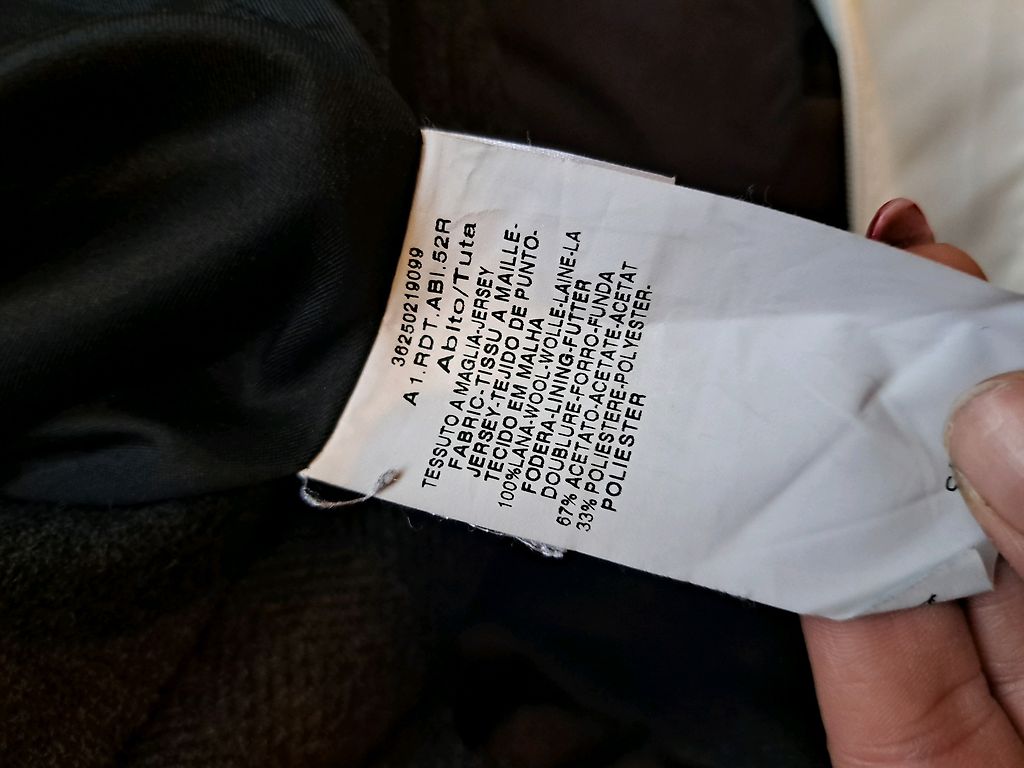 36250219099
A1.RDT.ABI.52R
Abito/Tuta
TESSUTO A MAGLIA-JERSEY
FABRIC-TISSU A MAILLE-
JERSEY-TEJIDO DE PUNTO-
TECIDO EM MALHA
100%LANA-WOOL-WOLLE-LAINE-LA
FODERA-LINING-FUTTER
DOUBLURE-FORRO-FUNDA
67% ACETATO-ACETATE-ACETAT
33% POLIESTERE-POLYESTER-
POLIESTER